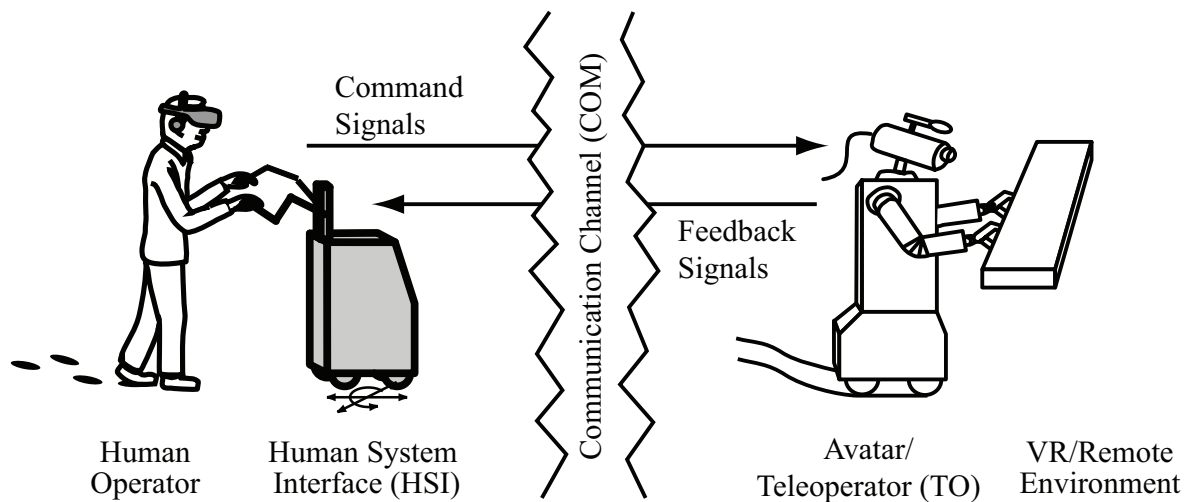 Command
Signals
Communication Channel (COM)
Feedback
Signals
Human
Operator
Human System
Interface (HSI)
Avatar/
Teleoperator (TO)
VR/Remote
Environment